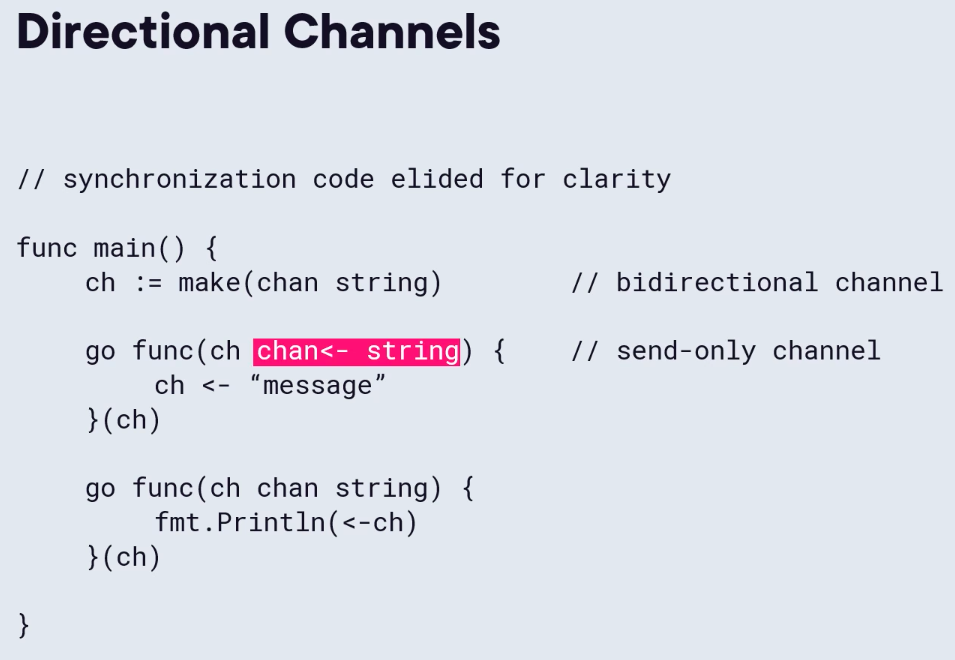 Directional Channels
// synchronization code elided for clarity
func main() {
ch := make(chan string) // bidirectional channel
go func(ch chan<- string) { // send-only channel
ch <- “message”
}(ch)
go func(ch chan string) {
fmt.Println(<-ch)
}(ch)
}